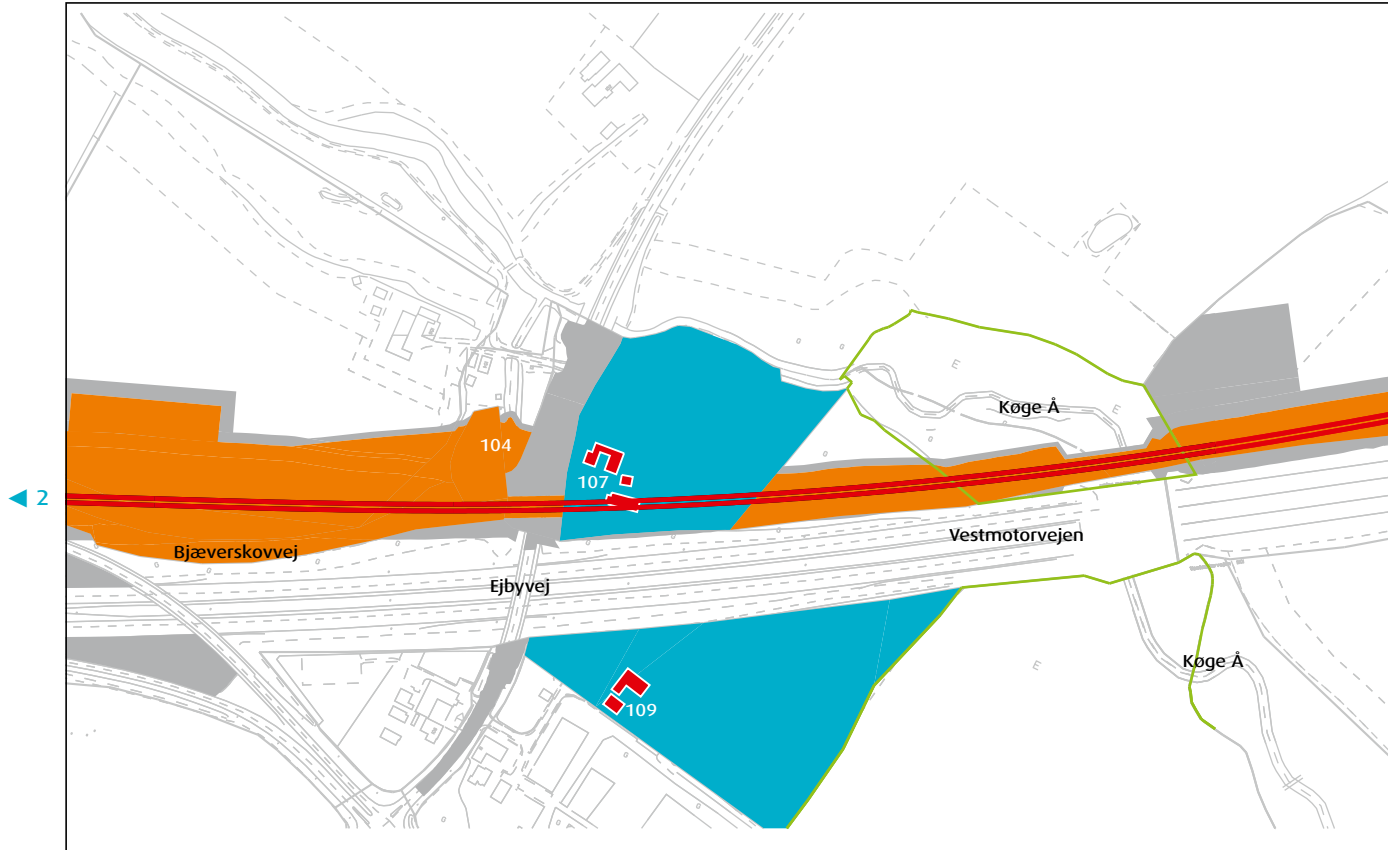 Køge Å
104
107
◀ 2
Vestmotorvejen
Bjæverskovvej
Ejbyvej
Køge Å
109
E
E
E